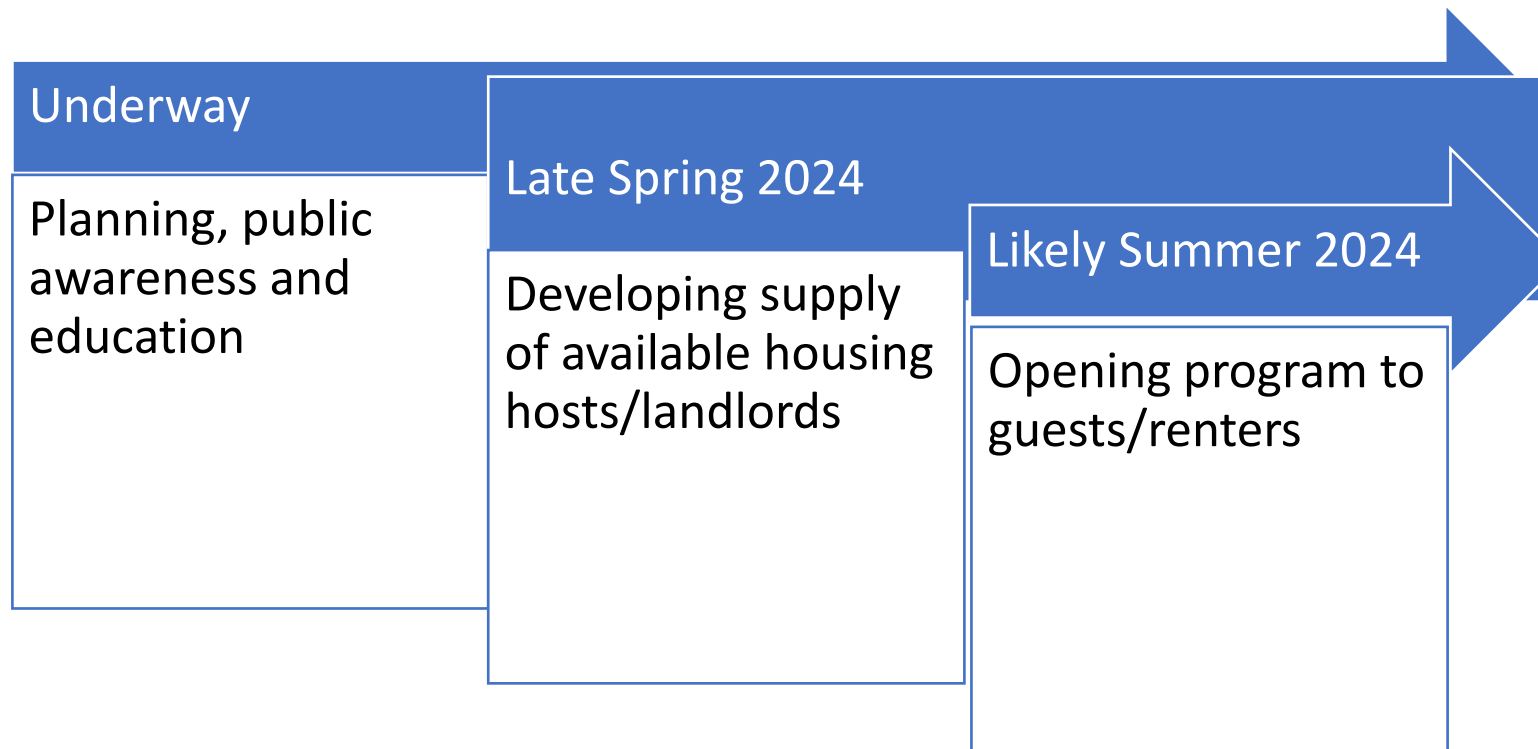 Underway
Planning, public
awareness and
education
Late Spring 2024
Developing supply
of available housing
hosts/landlords
Likely Summer 2024
Opening program to
guests/renters